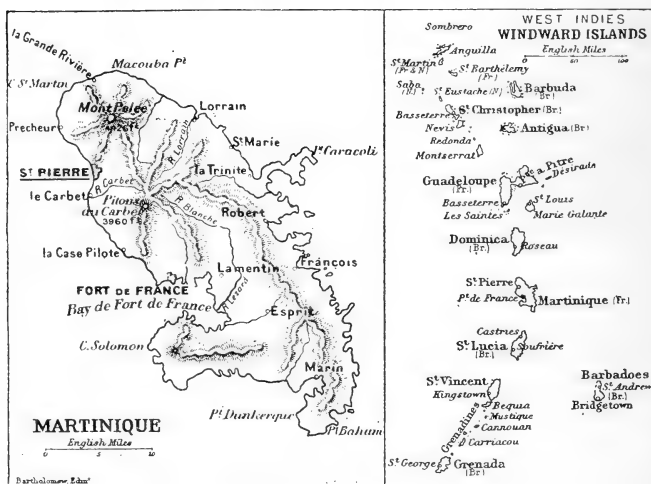 la Grande Rivière
Macouba Pt.
C. St. Martin
Mont Pelée
Lorrain
Precheur
R. Lorrain
St. Marie
Caracoli
la Trinite
ST. PIERRE
R. Carbet
le Carbet
Pitons
du Carbet
3960 ft.
R. Blanche
Robert
la Case Pilote
François
Lamentin
FORT DE FRANCE
Bay de Fort de France
R. Lezard
Esprit
C. Solomon
Marin
Pt. Dunkerque
Pt. Baham
MARTINIQUE
English Miles
0 5 10
Bartholomew, Edinr.
WEST INDIES
WINDWARD ISLANDS
English Miles
0 50 100
Sombrero
Anguilla
St. Martin
(Fr & N)
St. Barthélemy
(Fr.)
Saba (N)
St. Eustache (N)
Barbuda
(Br.)
St. Christopher (Br.)
Basseterre
Nevis
Antigua (Br.)
Redonda
Montserrat
Pte. à Pitre
Désirade
Guadeloupe
(Fr.)
Basseterre
Les Saintes
St. Louis
Marie Galante
Dominica
(Br.)
Roseau
St. Pierre
Ft. de France
Martinique (Fr.)
Castries
St. Lucia
(Br.)
Soufrière
St. Vincent
Kingstown
Barbadoes
St. Andrew
(Br.)
Bridgetown
Bequa
Mustique
Cannouan
Grenadines
Carriacou
St. George
Grenada
(Br.)